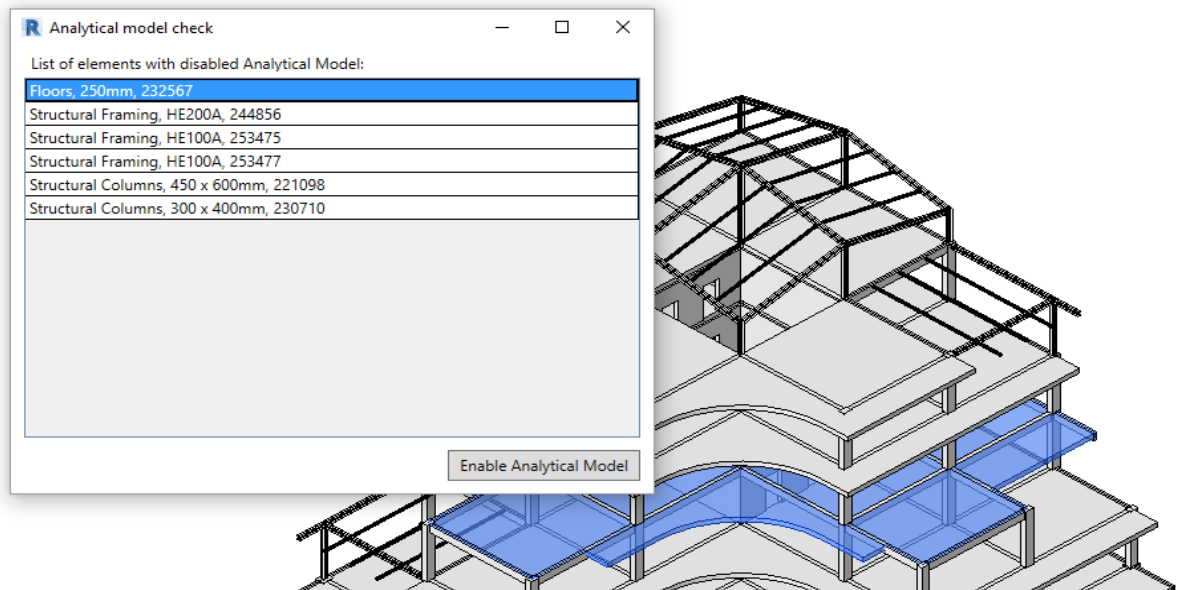 Analytical model check
List of elements with disabled Analytical Model:
Floors, 250mm, 232567
Structural Framing, HE200A, 244856
Structural Framing, HE100A, 253475
Structural Framing, HE100A, 253477
Structural Columns, 450 x 600mm, 221098
Structural Columns, 300 x 400mm, 230710
Enable Analytical Model